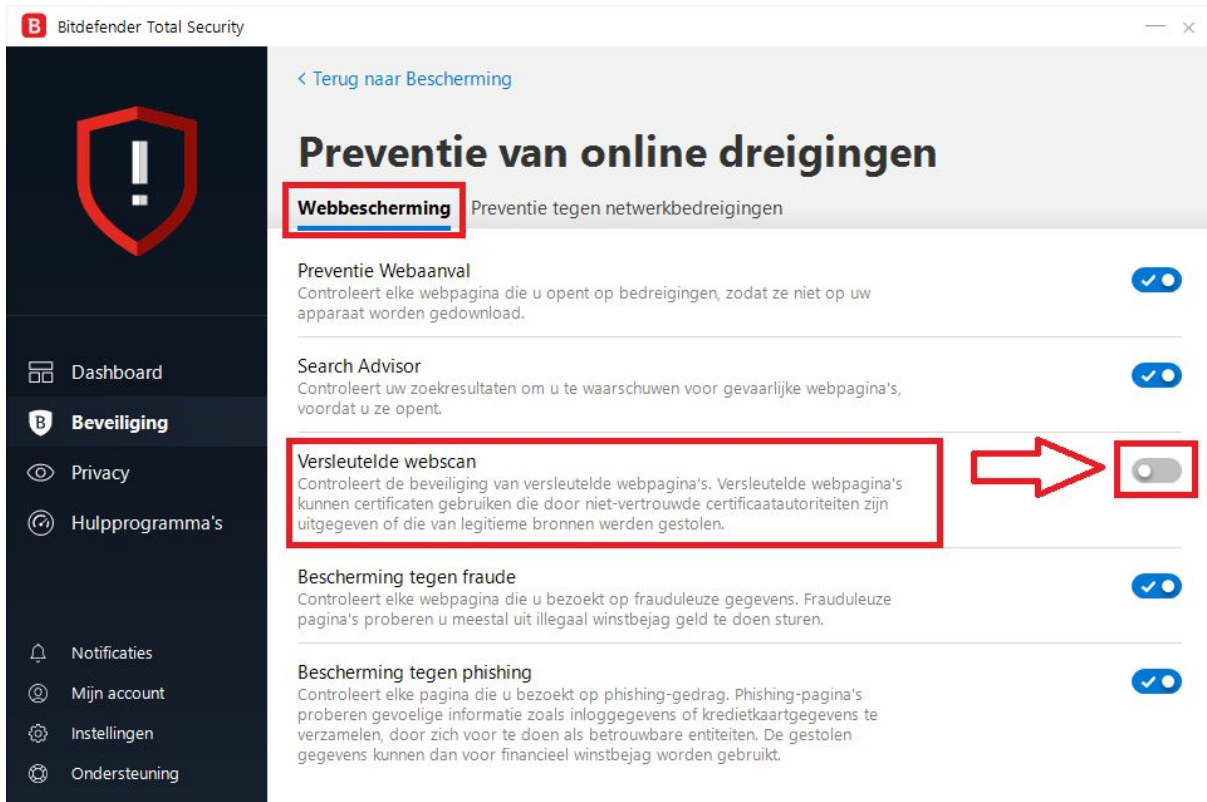 Bitdefender Total Security
< Terug naar Bescherming
Preventie van online dreigingen
Webbescherming Preventie tegen netwerkbedreigingen
Preventie Webaanval
Controleert elke webpagina die u opent op bedreigingen, zodat ze niet op uw
apparaat worden gedownload.
Search Advisor
Controleert uw zoekresultaten om u te waarschuwen voor gevaarlijke webpagina's,
voordat u ze opent.
Versleutelde webscan
Controleert de beveiliging van versleutelde webpagina's. Versleutelde webpagina's
kunnen certificaten gebruiken die door niet-vertrouwde certificaatautoriteiten zijn
uitgegeven of die van legitieme bronnen werden gestolen.
Bescherming tegen fraude
Controleert elke webpagina die u bezoekt op frauduleuze gegevens. Frauduleuze
pagina's proberen u meestal uit illegaal winstbejag geld te doen sturen.
Bescherming tegen phishing
Controleert elke pagina die u bezoekt op phishing-gedrag. Phishing-pagina's
proberen gevoelige informatie zoals inloggegevens of kredietkaartgegevens te
verzamelen, door zich voor te doen als betrouwbare entiteiten. De gestolen
gegevens kunnen dan voor financieel winstbejag worden gebruikt.
Dashboard
Beveiliging
Privacy
Hulpprogramma's
Notificaties
Mijn account
Instellingen
Ondersteuning